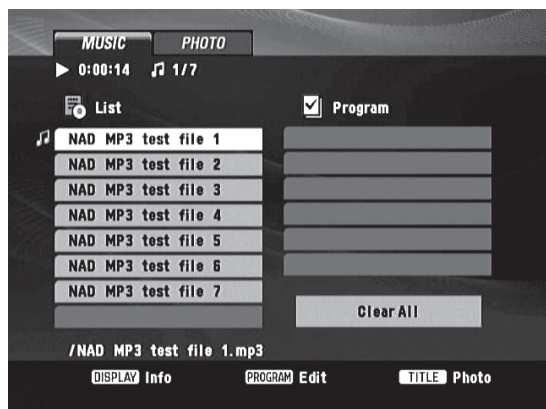 MUSIC PHOTO
0:00:14 1/7
List
Program
NAD MP3 test file 1
NAD MP3 test file 2
NAD MP3 test file 3
NAD MP3 test file 4
NAD MP3 test file 5
NAD MP3 test file 6
NAD MP3 test file 7
Clear All
/NAD MP3 test file 1.mp3
DISPLAY Info PROGRAM Edit TITLE Photo